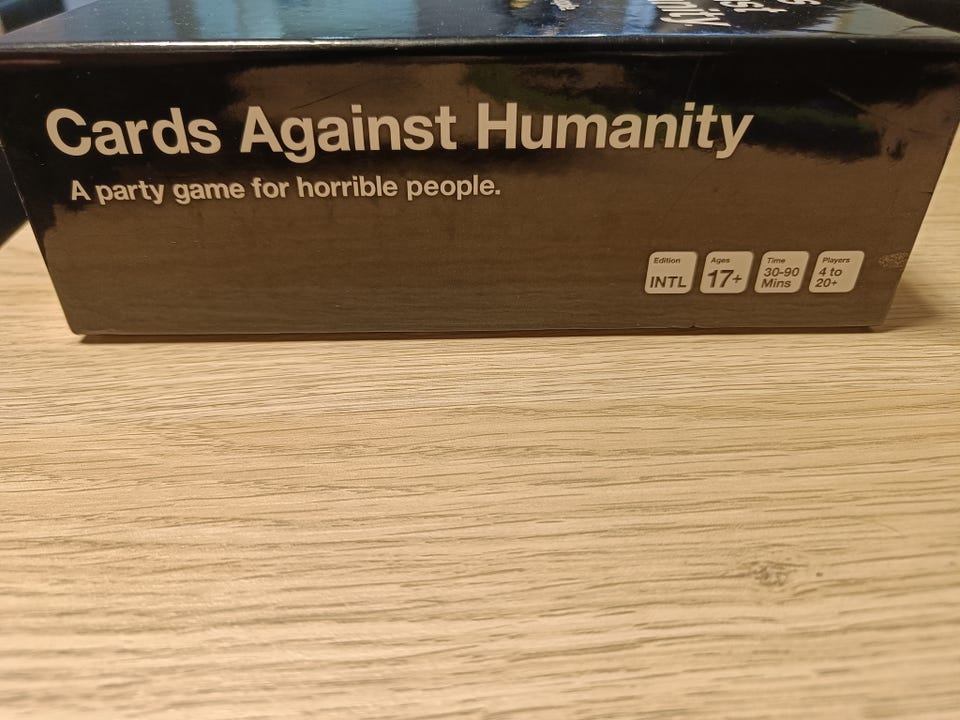 Cards Against Humanity
A party game for horrible people.
Edition
INTL
Ages
17+
Time
30-90
Mins
Players
4 to
20+